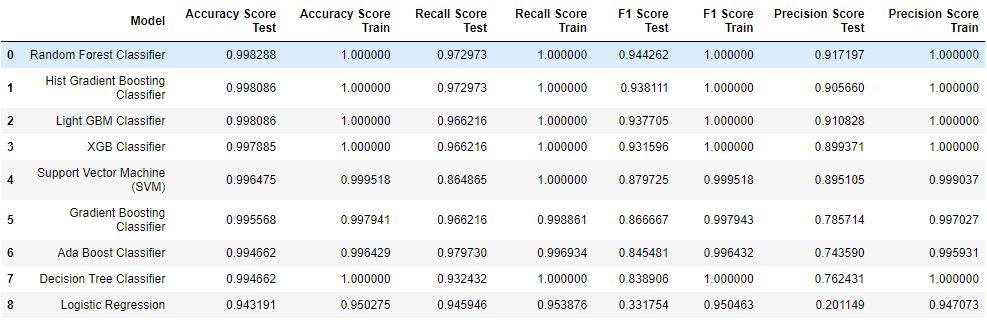 Model Accuracy Score Test Accuracy Score Train Recall Score Test Recall Score Train F1 Score Test F1 Score Train Precision Score Test Precision Score Train
0 Random Forest Classifier 0.998288 1.000000 0.972973 1.000000 0.944262 1.000000 0.917197 1.000000
1 Hist Gradient Boosting Classifier 0.998086 1.000000 0.972973 1.000000 0.938111 1.000000 0.905660 1.000000
2 Light GBM Classifier 0.998086 1.000000 0.966216 1.000000 0.937705 1.000000 0.910828 1.000000
3 XGB Classifier 0.997885 1.000000 0.966216 1.000000 0.931596 1.000000 0.899371 1.000000
4 Support Vector Machine (SVM) 0.996475 0.999518 0.864865 1.000000 0.879725 0.999518 0.895105 0.999037
5 Gradient Boosting Classifier 0.995568 0.997941 0.966216 0.998861 0.866667 0.997943 0.785714 0.997027
6 Ada Boost Classifier 0.994662 0.996429 0.979730 0.996934 0.845481 0.996432 0.743590 0.995931
7 Decision Tree Classifier 0.994662 1.000000 0.932432 1.000000 0.838906 1.000000 0.762431 1.000000
8 Logistic Regression 0.943191 0.950275 0.945946 0.953876 0.331754 0.950463 0.201149 0.947073